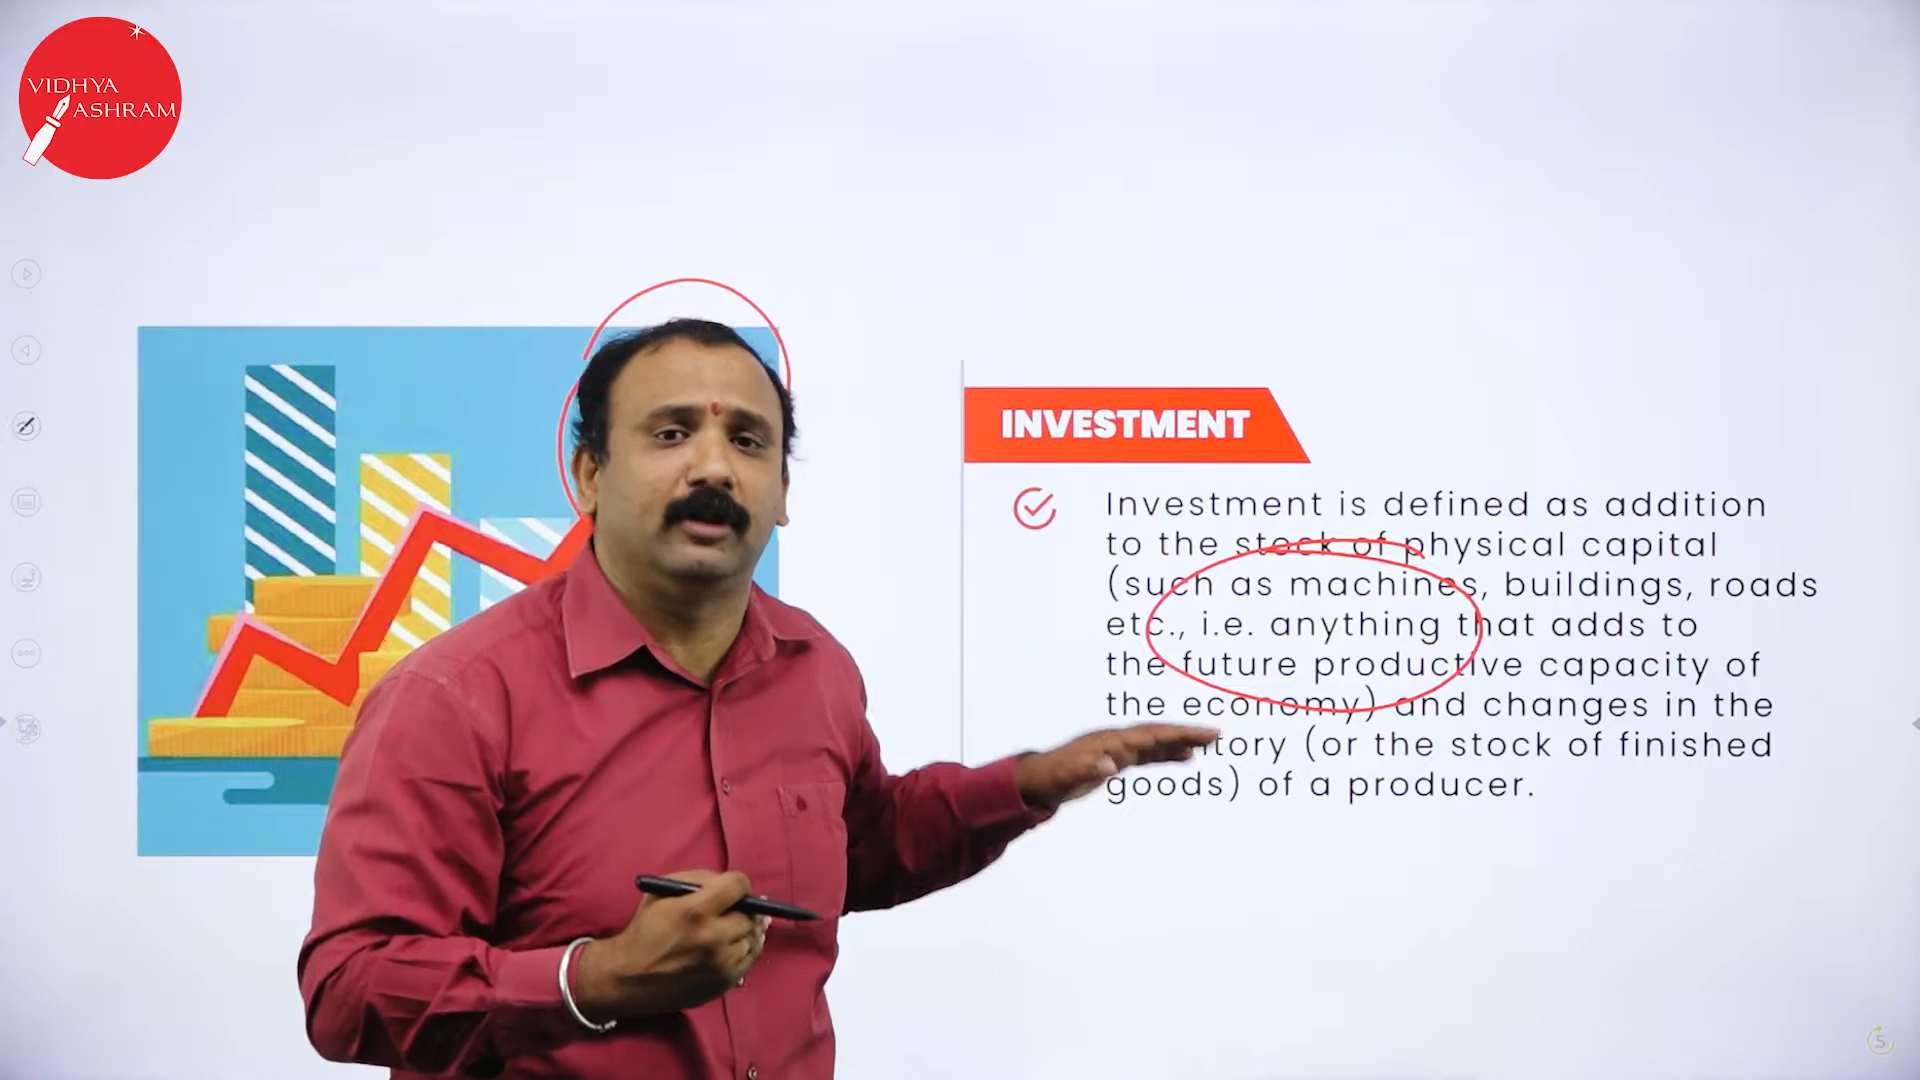 VIDHYA
ASHRAM
INVESTMENT
Investment is defined as addition
to the stock of physical capital
(such as machines, buildings, roads
etc., i.e. anything that adds to
the future productive capacity of
the economy) and changes in the
tory (or the stock of finished
goods) of a producer.
5